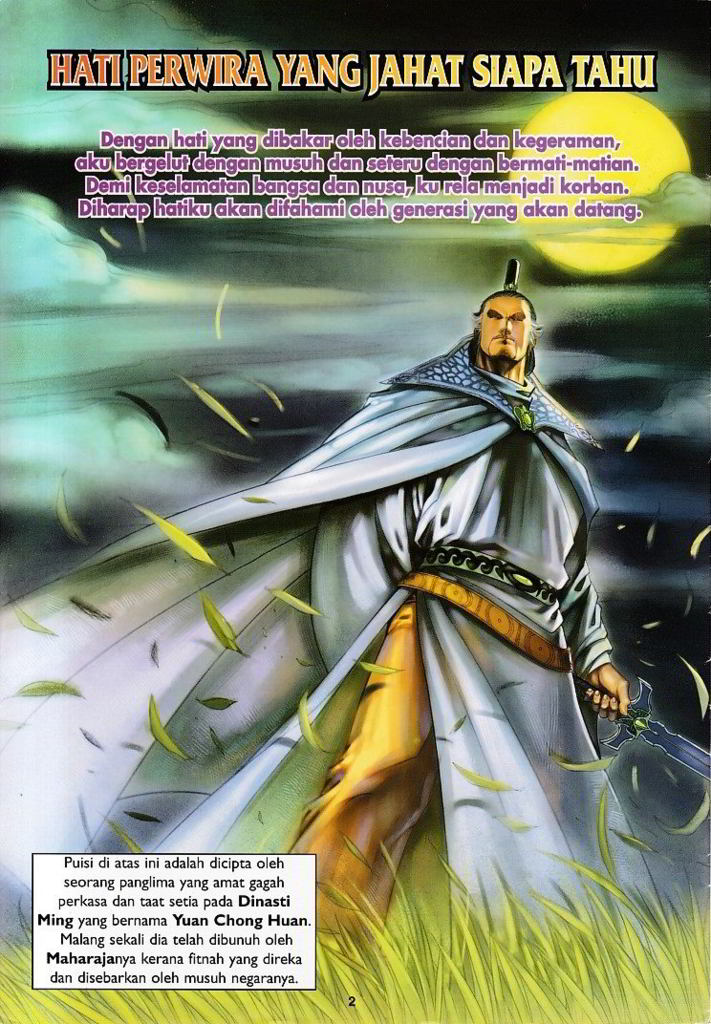 HATI PERWIRA YANG JAHAT SIAPA TAHU
Dengan hati yang dibakar oleh kebencian dan kegeraman,
aku bergelut dengan musuh dan seteru dengan bermati-matian.
Demi keselamatan bangsa dan nusa, ku rela menjadi korban.
Diharap hatiku akan difahami oleh generasi yang akan datang.
Puisi di atas ini adalah dicipta oleh
seorang panglima yang amat gagah
perkasa dan taat setia pada Dinasti
Ming yang bernama Yuan Chong Huan.
Malang sekali dia telah dibunuh oleh
Maharajanya kerana fitnah yang direka
dan disebarkan oleh musuh negaranya.
2